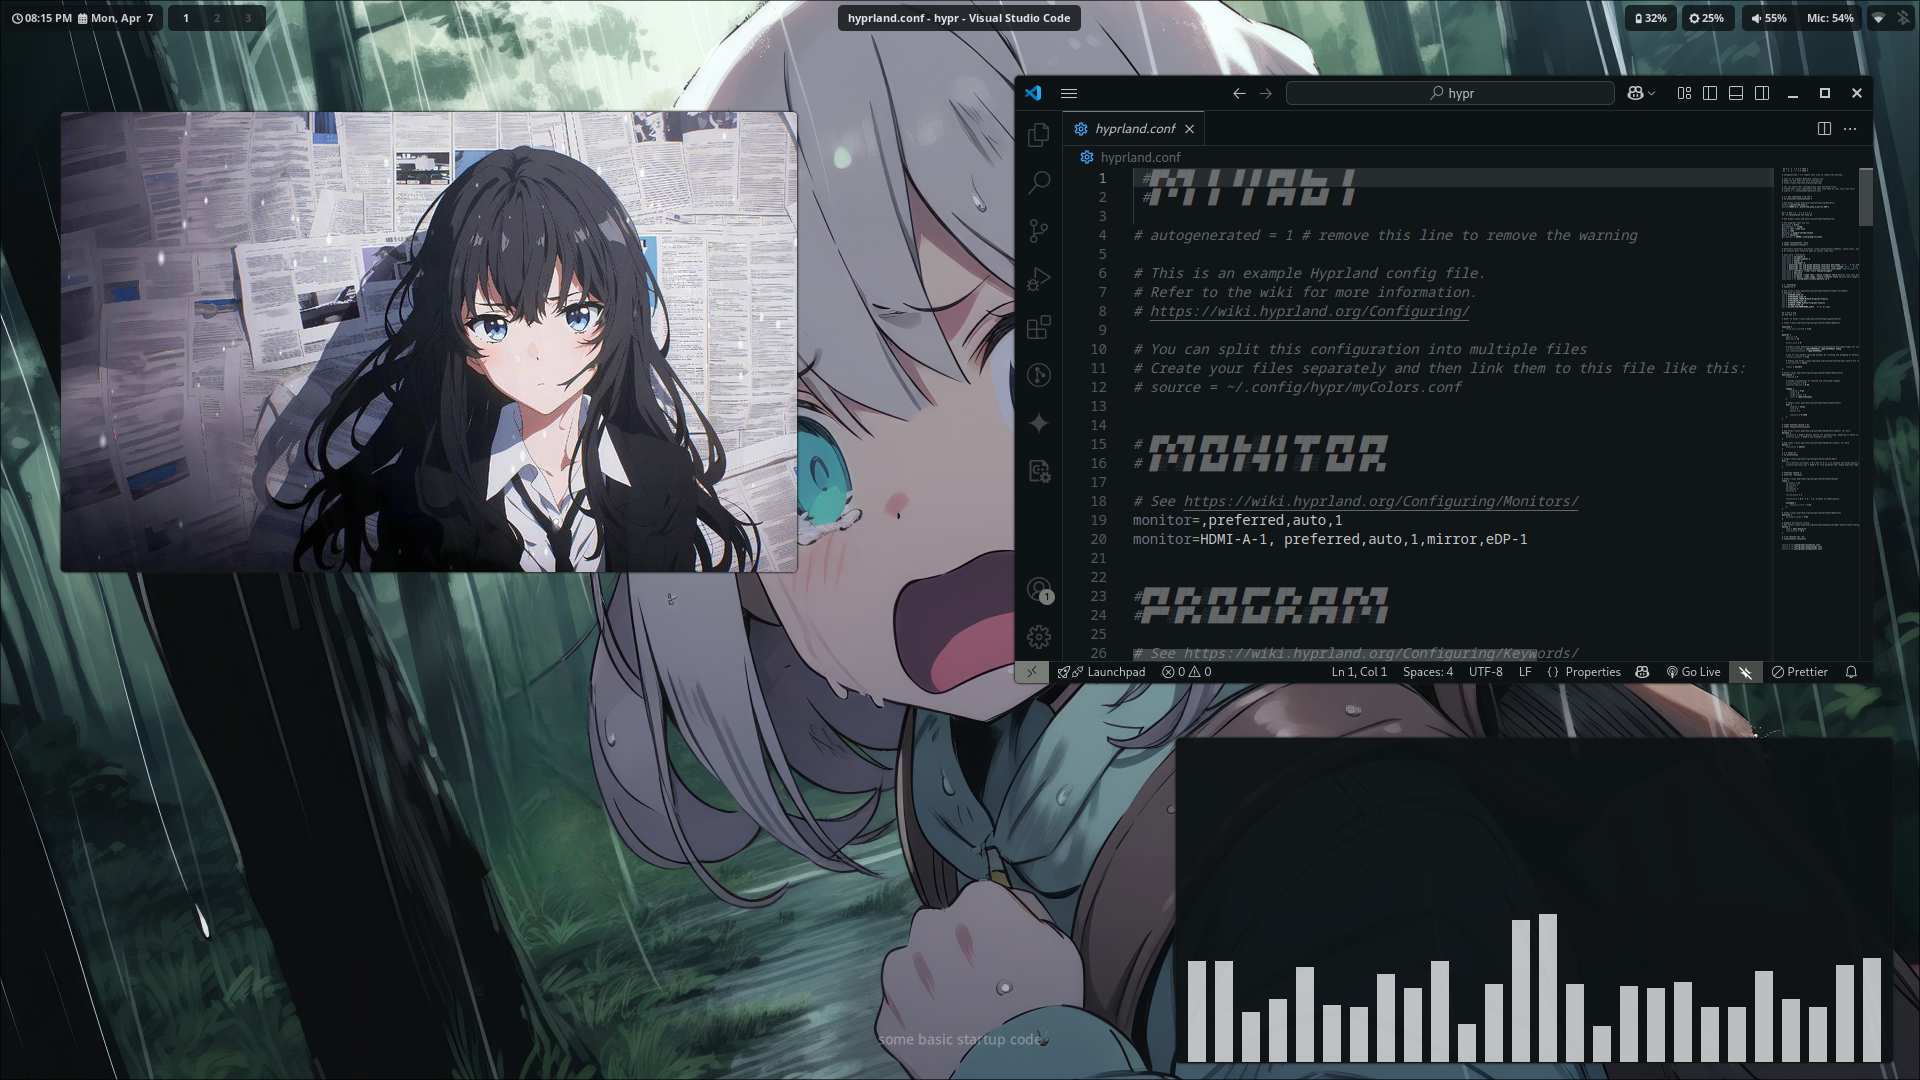 08:15 PM Mon, Apr 7
1 2 3
hyprland.conf - hypr - Visual Studio Code
32% 25% 55% Mic: 54%
hypr
hyprland.conf
hyprland.conf
1 #
2 #
3
4 # autogenerated = 1 # remove this line to remove the warning
5
6 # This is an example Hyprland config file.
7 # Refer to the wiki for more information.
8 # https://wiki.hyprland.org/Configuring/
9
10 # You can split this configuration into multiple files
11 # Create your files separately and then link them to this file like this:
12 # source = ~/.config/hypr/myColors.conf
13
14
15 # MONITOR
16 #
17
18 # See https://wiki.hyprland.org/Configuring/Monitors/
19 monitor=,preferred,auto,1
20 monitor=HDMI-A-1, preferred,auto,1,mirror,eDP-1
21
22
23 #PROGRAM
24 #
25
26 # See https://wiki.hyprland.org/Configuring/Keywords/
1
Launchpad 0 0 Ln 1, Col 1 Spaces: 4 UTF-8 LF {} Properties Go Live Prettier
some basic startup code